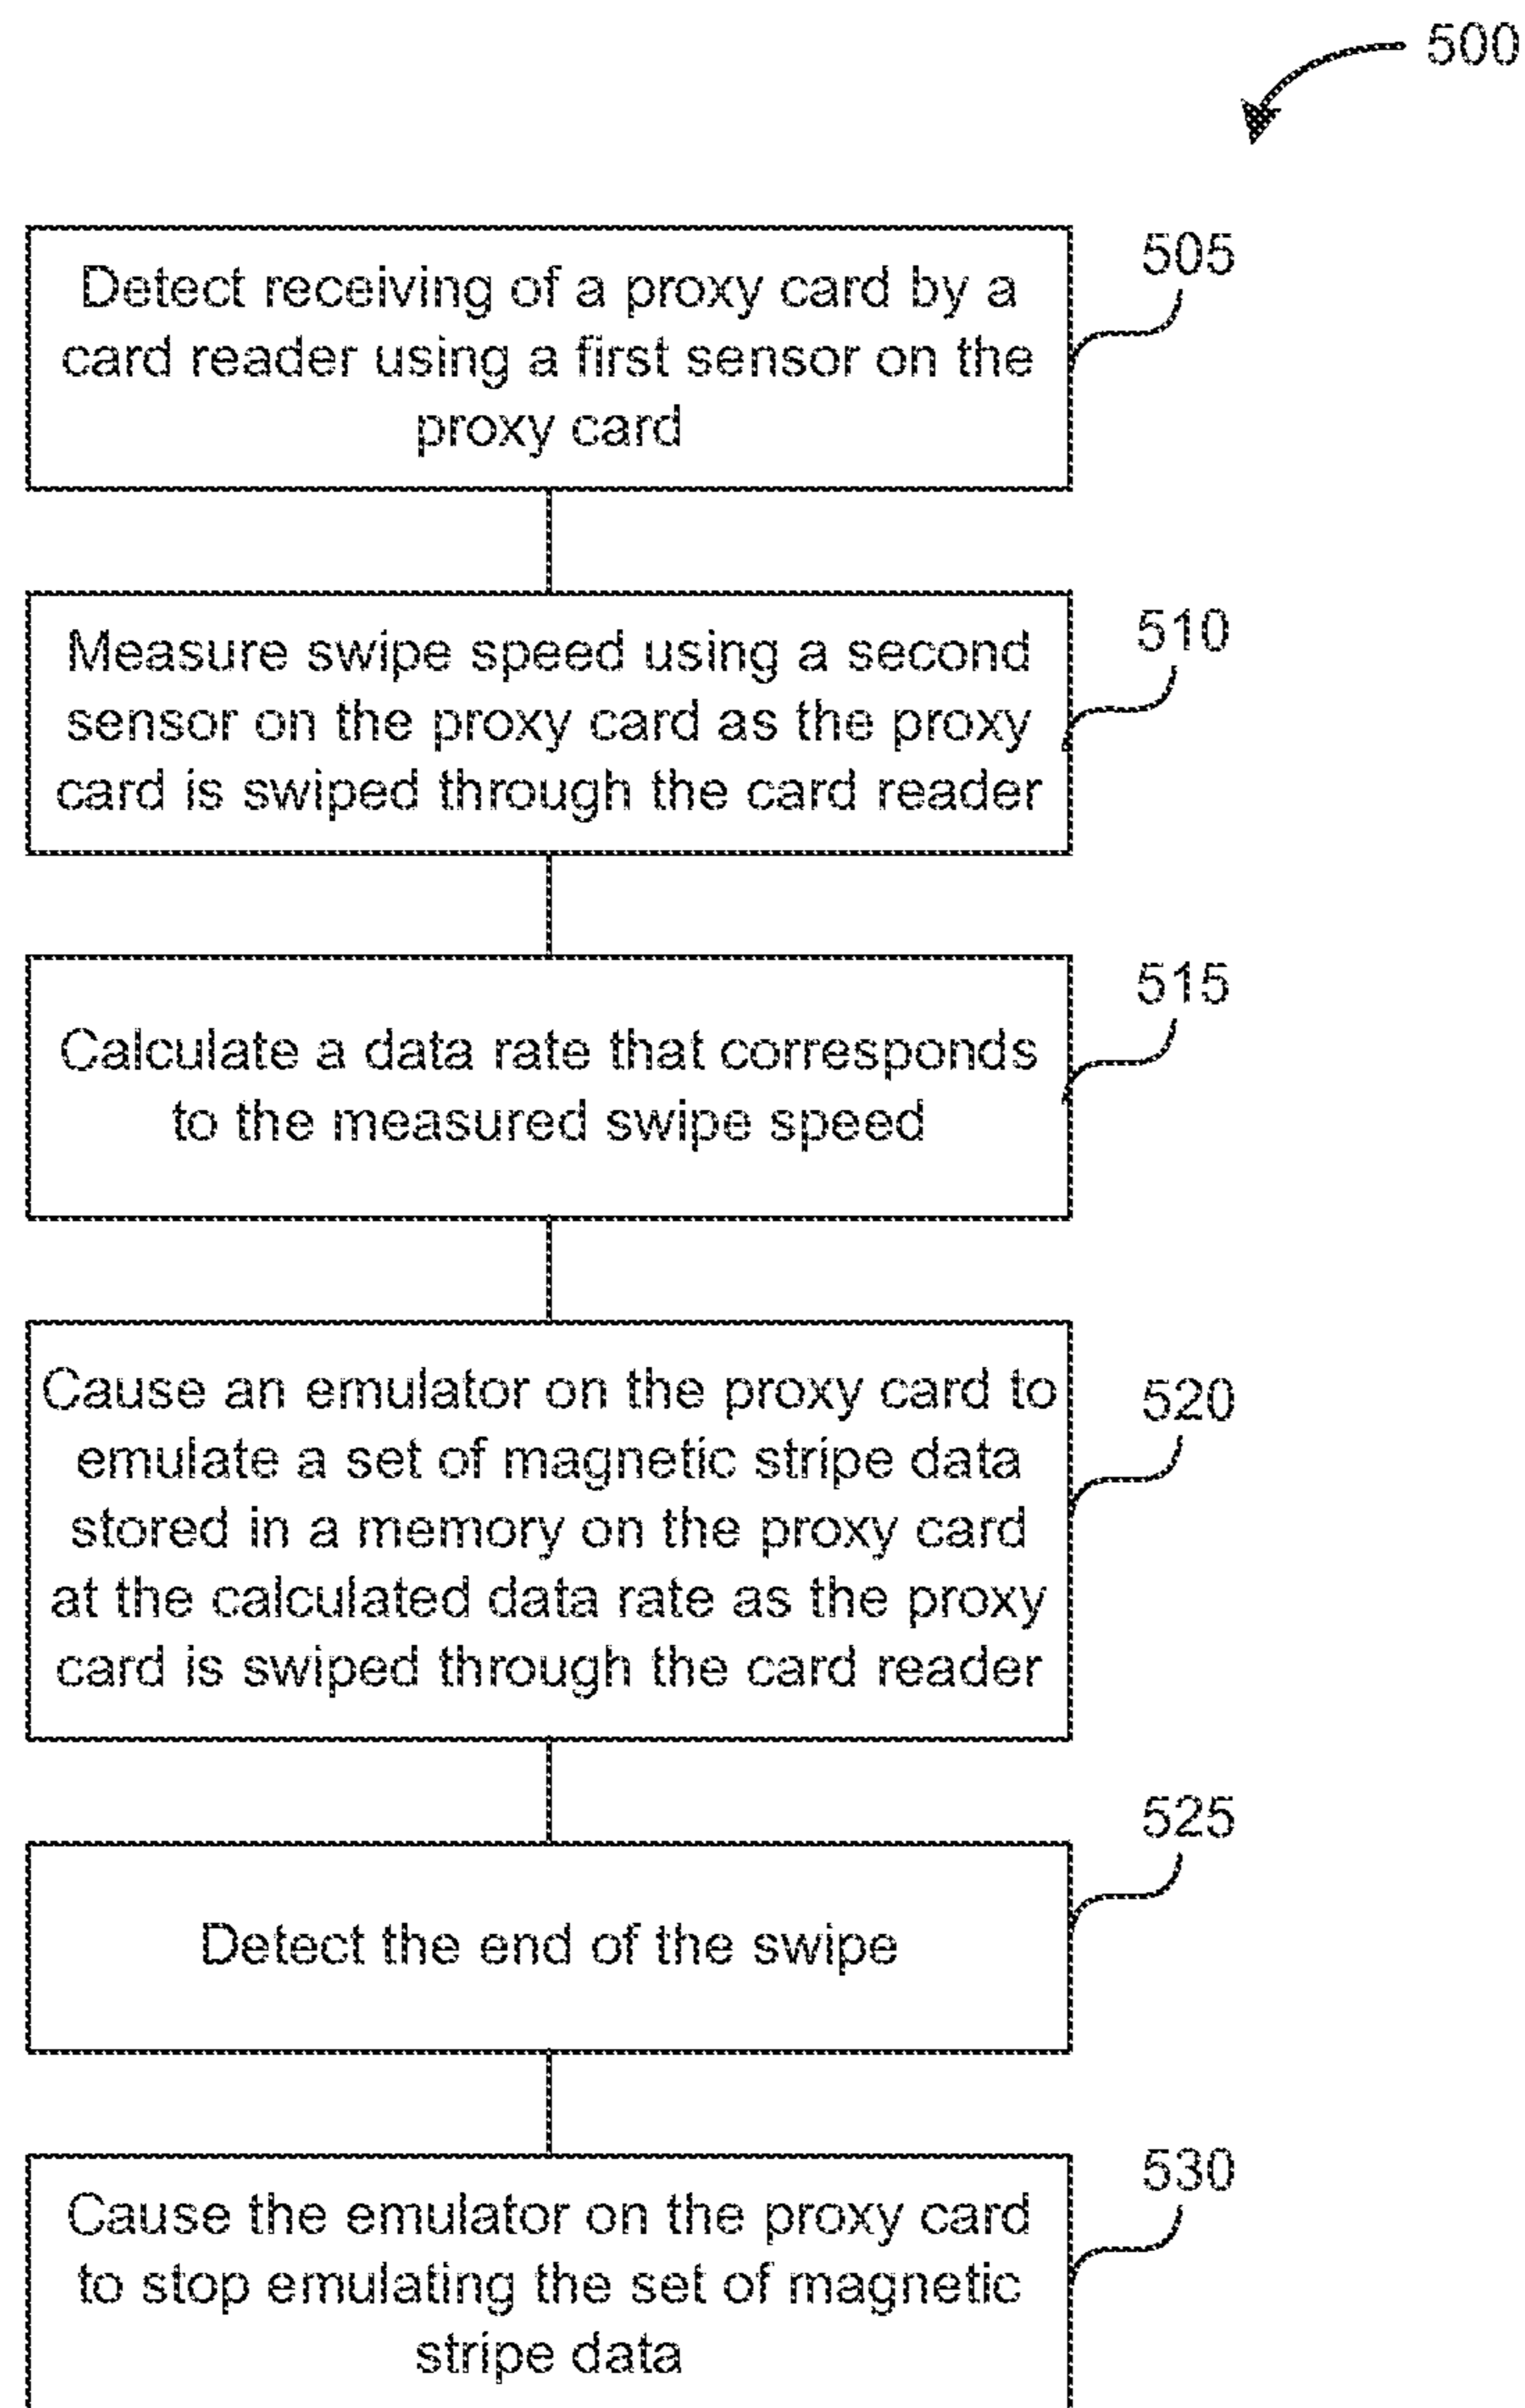 500
505
Detect receiving of a proxy card by a
card reader using a first sensor on the
proxy card
510
Measure swipe speed using a second
sensor on the proxy card as the proxy
card is swiped through the card reader
515
Calculate a data rate that corresponds
to the measured swipe speed
520
Cause an emulator on the proxy card to
emulate a set of magnetic stripe data
stored in a memory on the proxy card
at the calculated data rate as the proxy
card is swiped through the card reader
525
Detect the end of the swipe
530
Cause the emulator on the proxy card
to stop emulating the set of magnetic
stripe data